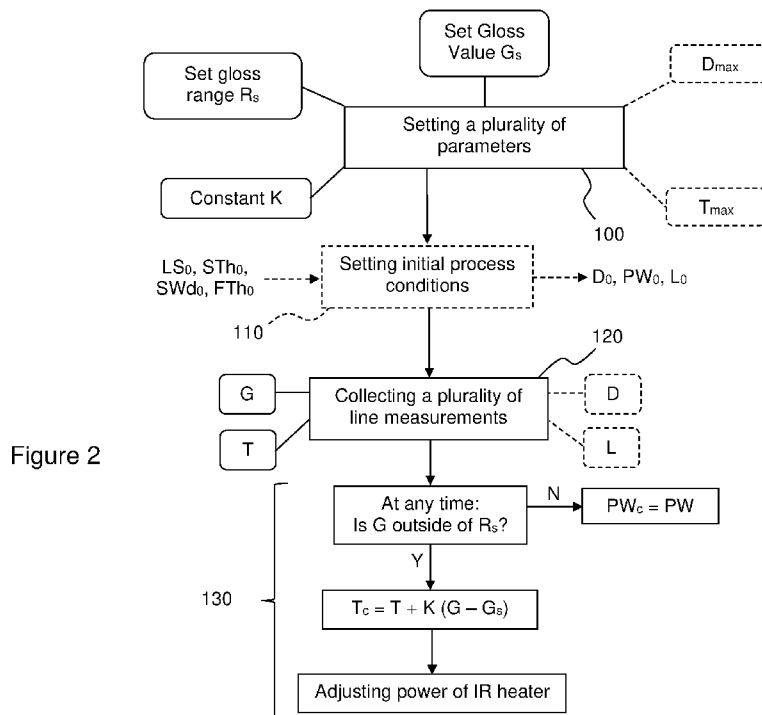 Set Gloss
Value Gₛ
Set gloss
range Rₛ
Dₘₐₓ
Setting a plurality of
parameters
Constant K
Tₘₐₓ
100
LS₀, STh₀,
SWd₀, FTh₀
Setting initial process
conditions
D₀, PW₀, L₀
110
120
G
Collecting a plurality of
line measurements
D
T
L
Figure 2
At any time:
Is G outside of Rₛ?
N
PW꜀ = PW
Y
130
T꜀ = T + K (G – Gₛ)
Adjusting power of IR heater